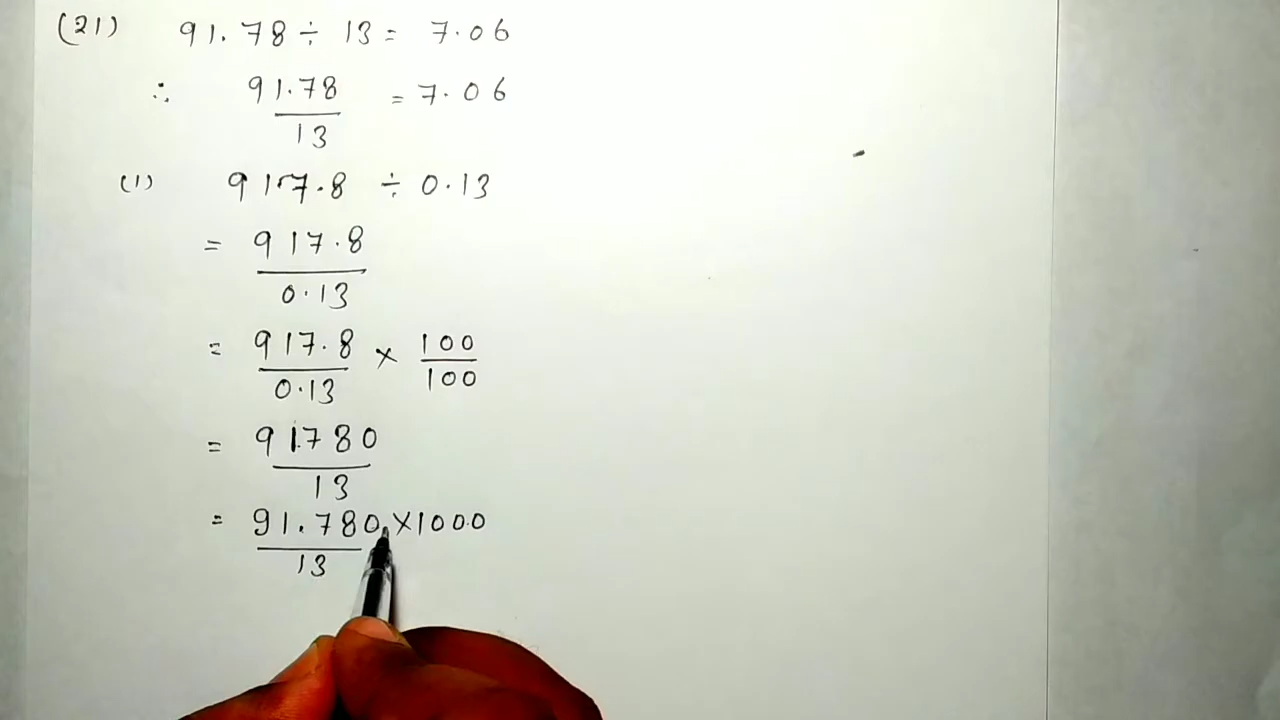 (21) 91.78 ÷ 13 = 7.06
∴ 91.78/13 = 7.06
(1) 917.8 ÷ 0.13
= 917.8/0.13
= 917.8/0.13 × 100/100
= 91780/13
= 91.780/13 × 1000